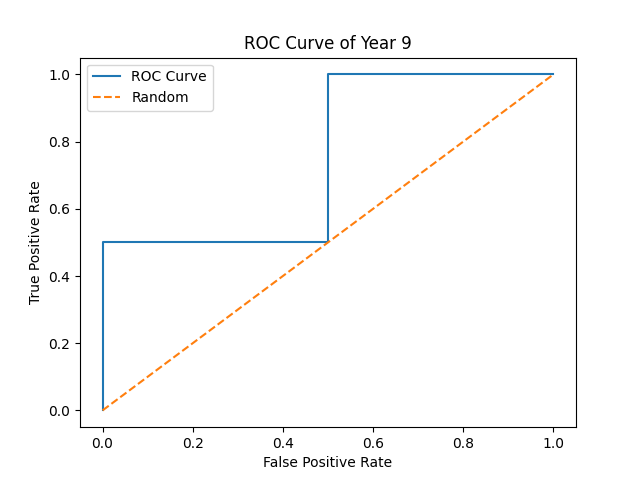 ROC Curve of Year 9
ROC Curve
Random
True Positive Rate
1.0
0.8
0.6
0.4
0.2
0.0
0.0 0.2 0.4 0.6 0.8 1.0
False Positive Rate